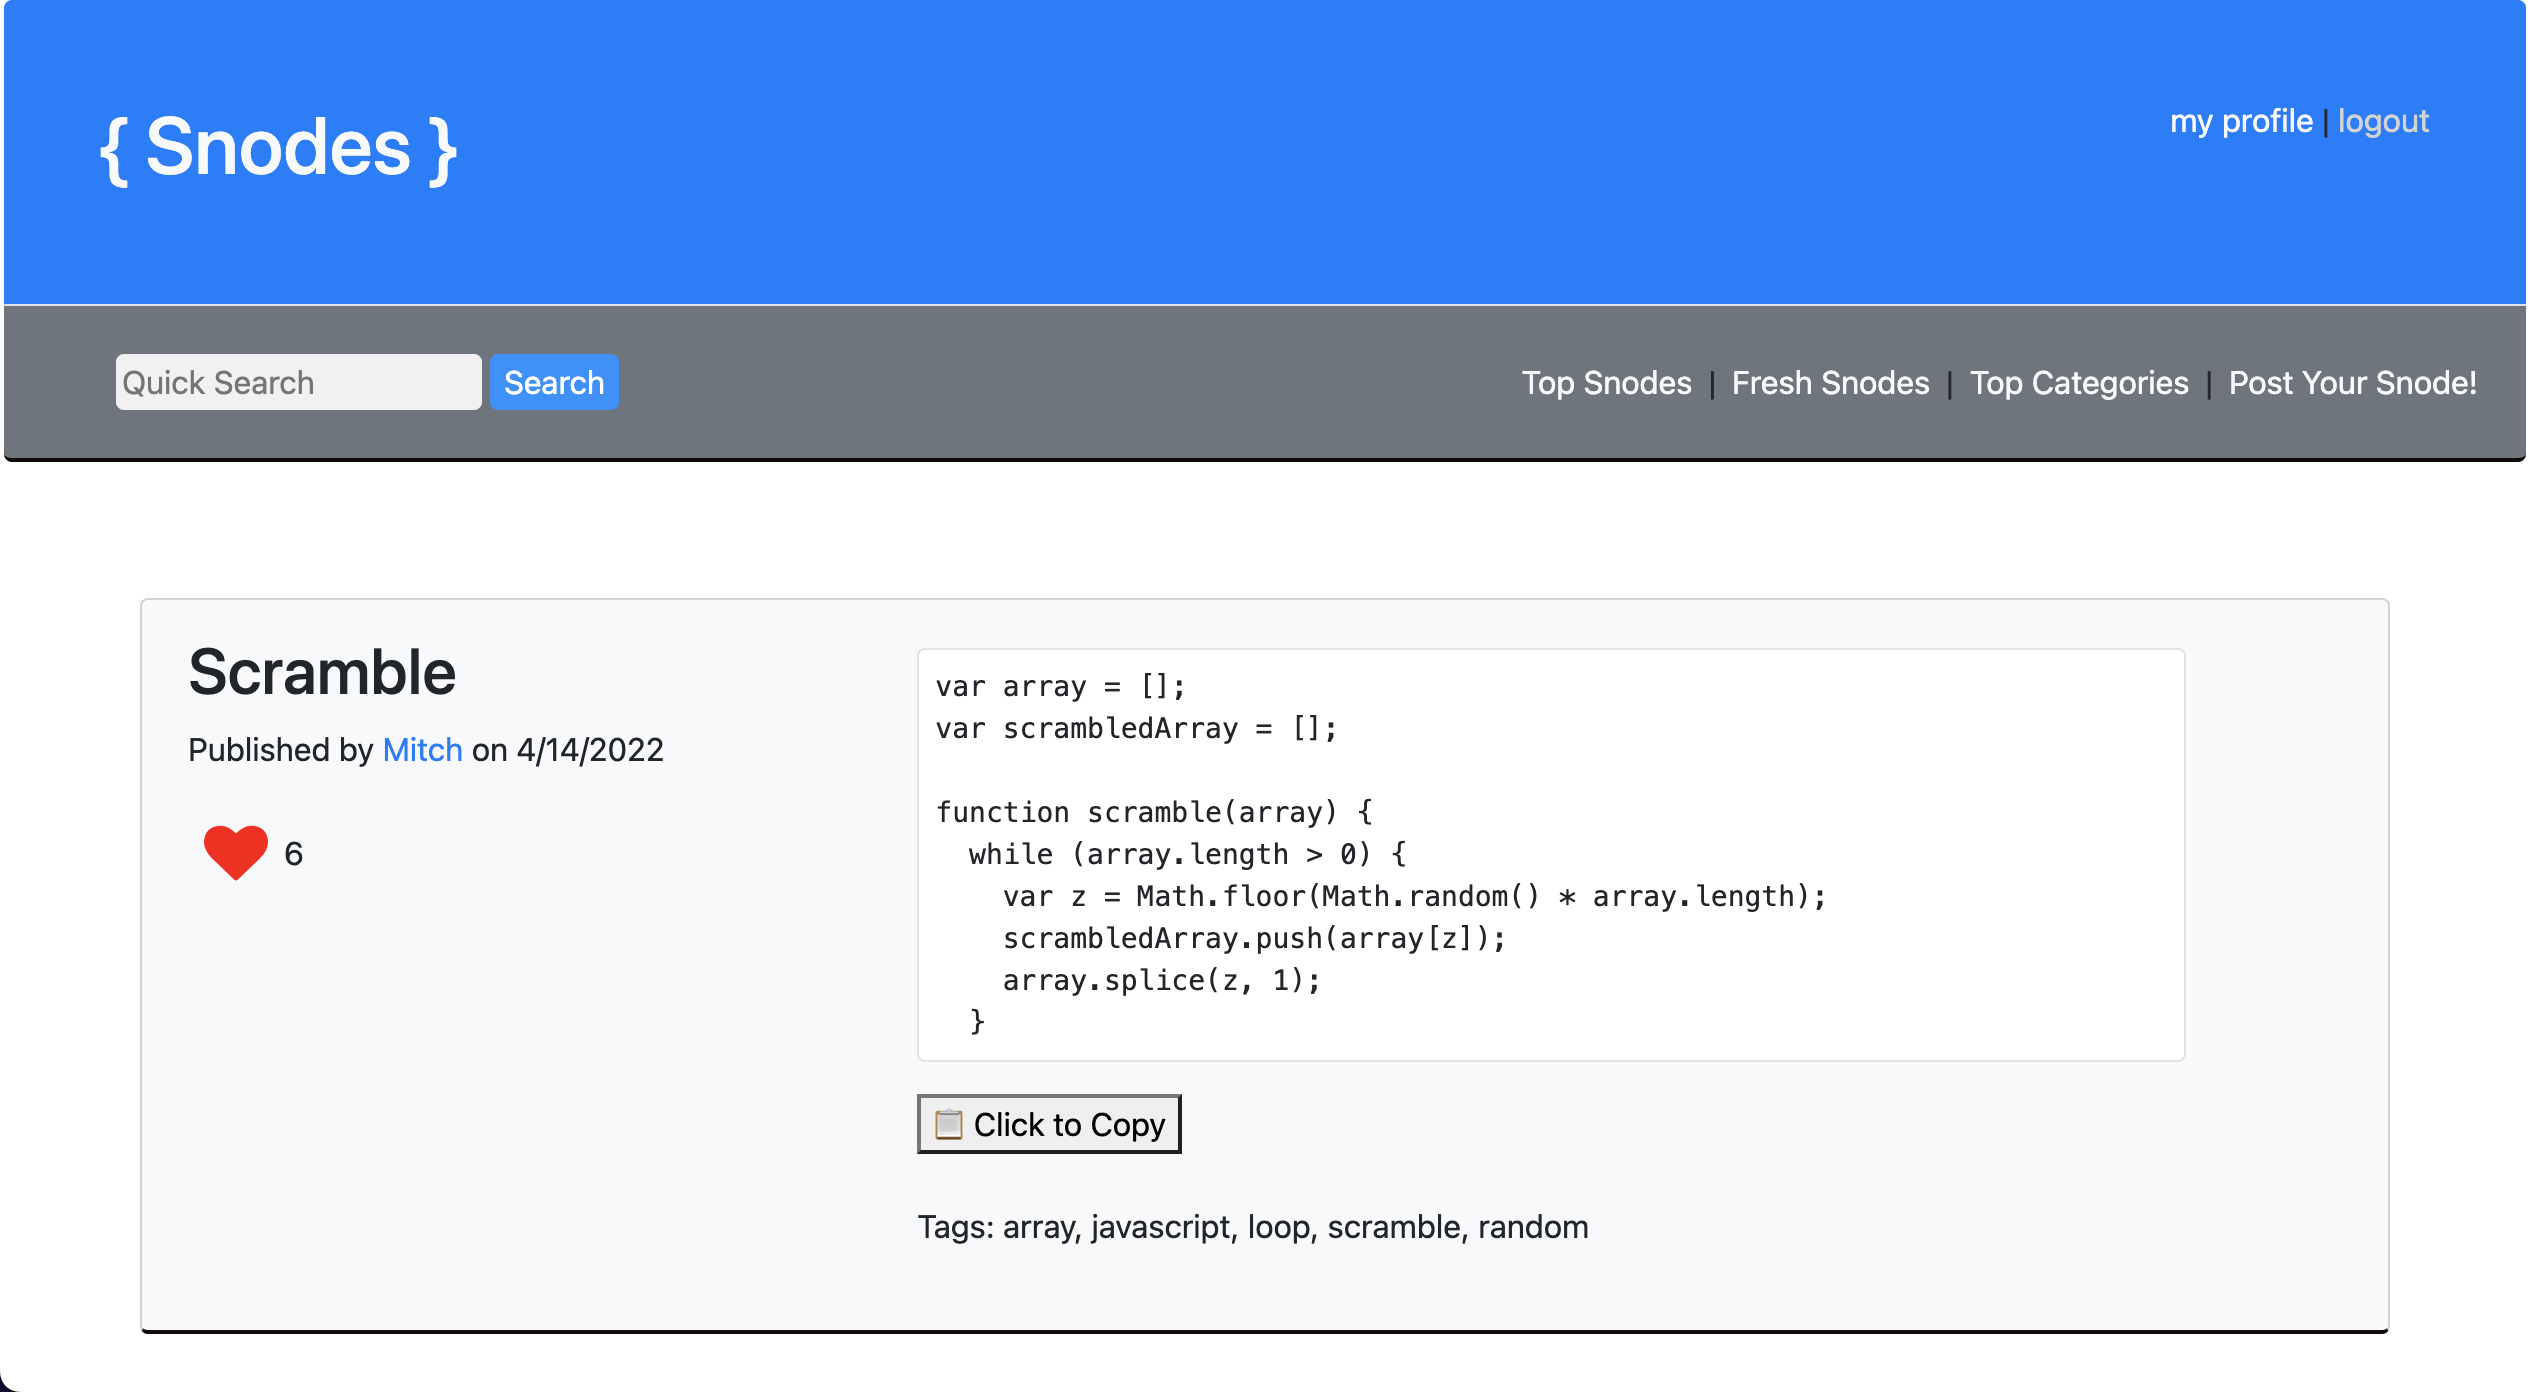 { Snodes }
my profile | logout
Quick Search
Search
Top Snodes | Fresh Snodes | Top Categories | Post Your Snode!
Scramble
Published by Mitch on 4/14/2022
6
var array = [];
var scrambledArray = [];

function scramble(array) {
  while (array.length > 0) {
    var z = Math.floor(Math.random() * array.length);
    scrambledArray.push(array[z]);
    array.splice(z, 1);
  }
📋 Click to Copy
Tags: array, javascript, loop, scramble, random